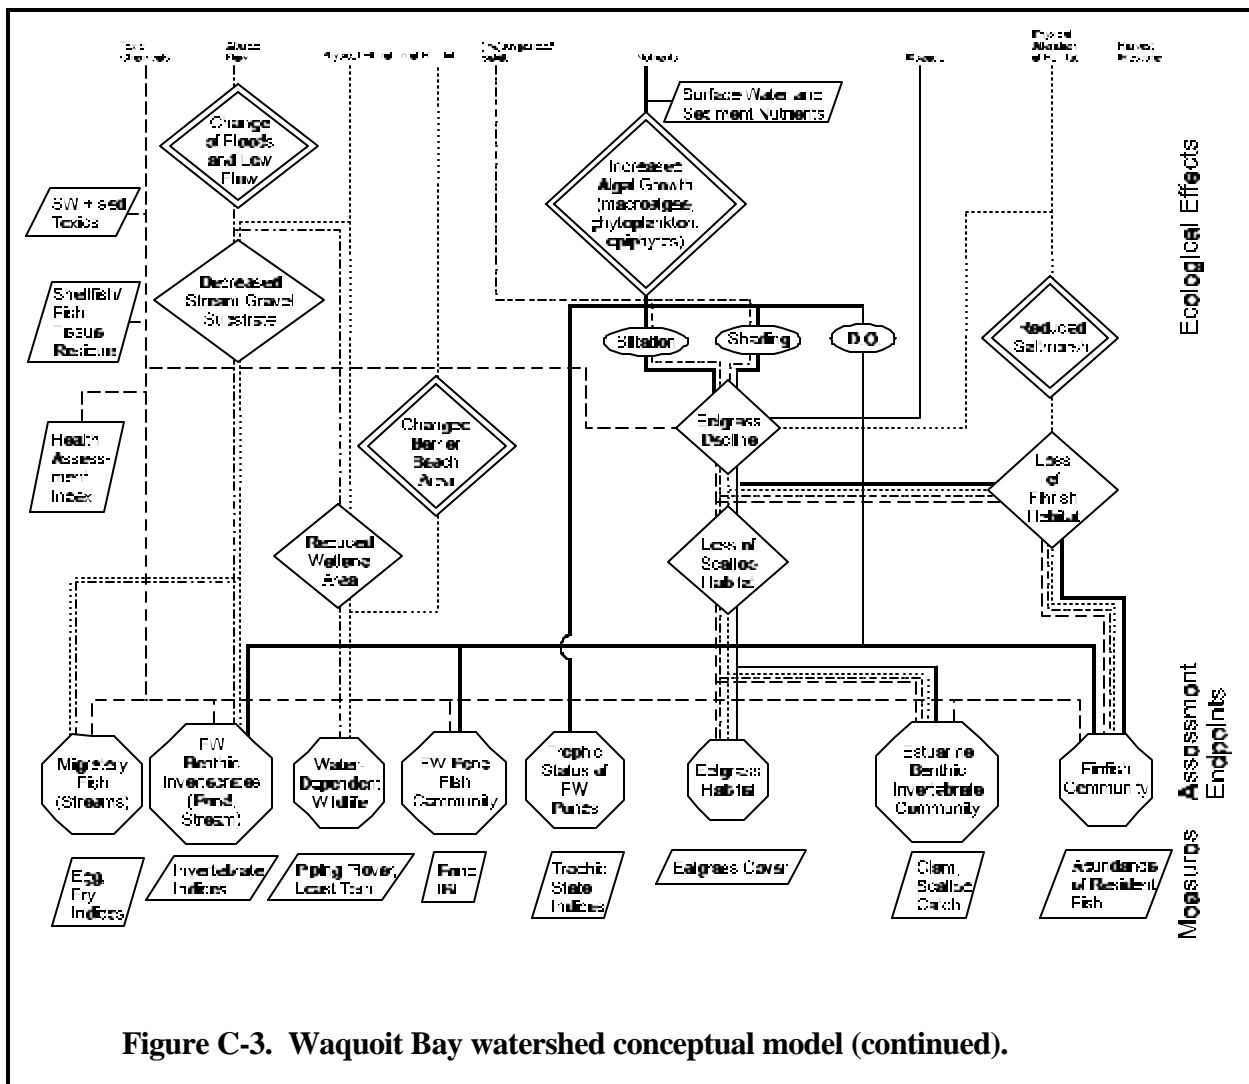 Nutrients
Surface Water and
Sediment Nutrients
Change
of Floods
and Low
Flow
Increased
Algal Growth
(macroalgae,
phytoplankton,
epiphytes)
SW + sed
Toxics
Decreased
Stream Gravel
Substrate
Shellfish/
Fish
Tissue
Residue
Siltation
Shading
D.O.
Reduced
Saltmarsh
Ecological Effects
Health
Assess-
ment
Index
Changed
Barrier
Beach
Area
Eelgrass
Decline
Loss
of
Finfish
Habitat
Reduced
Wetland
Area
Loss of
Scallop
Habitat
Migratory
Fish
(Streams)
FW
Benthic
Invertebrates
(Pond,
Stream)
Water-
Dependent
Wildlife
FW Pond
Fish
Community
Trophic
Status of
FW
Ponds
Eelgrass
Habitat
Estuarine
Benthic
Invertebrate
Community
Finfish
Community
Assessment
Endpoints
Egg,
Fry
Indices
Invertebrate
Indices
Piping Plover,
Least Tern
Pond
IBI
Trophic
State
Indices
Eelgrass Cover
Clam,
Scallop
Catch
Abundance
of Resident
Fish
Measures
Figure C-3. Waquoit Bay watershed conceptual model (continued).